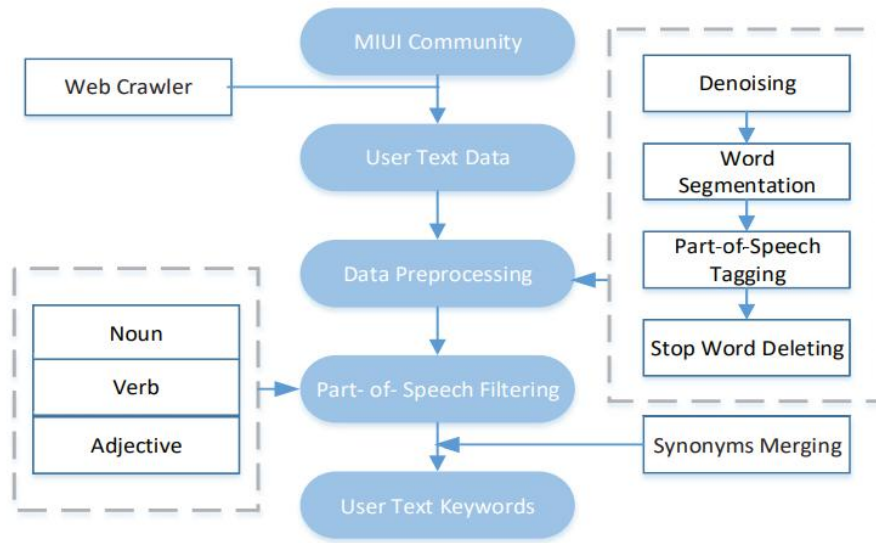 MIUI Community
Web Crawler
User Text Data
Data Preprocessing
Part- of- Speech Filtering
User Text Keywords
Denoising
Word
Segmentation
Part-of-Speech
Tagging
Stop Word Deleting
Noun
Verb
Adjective
Synonyms Merging